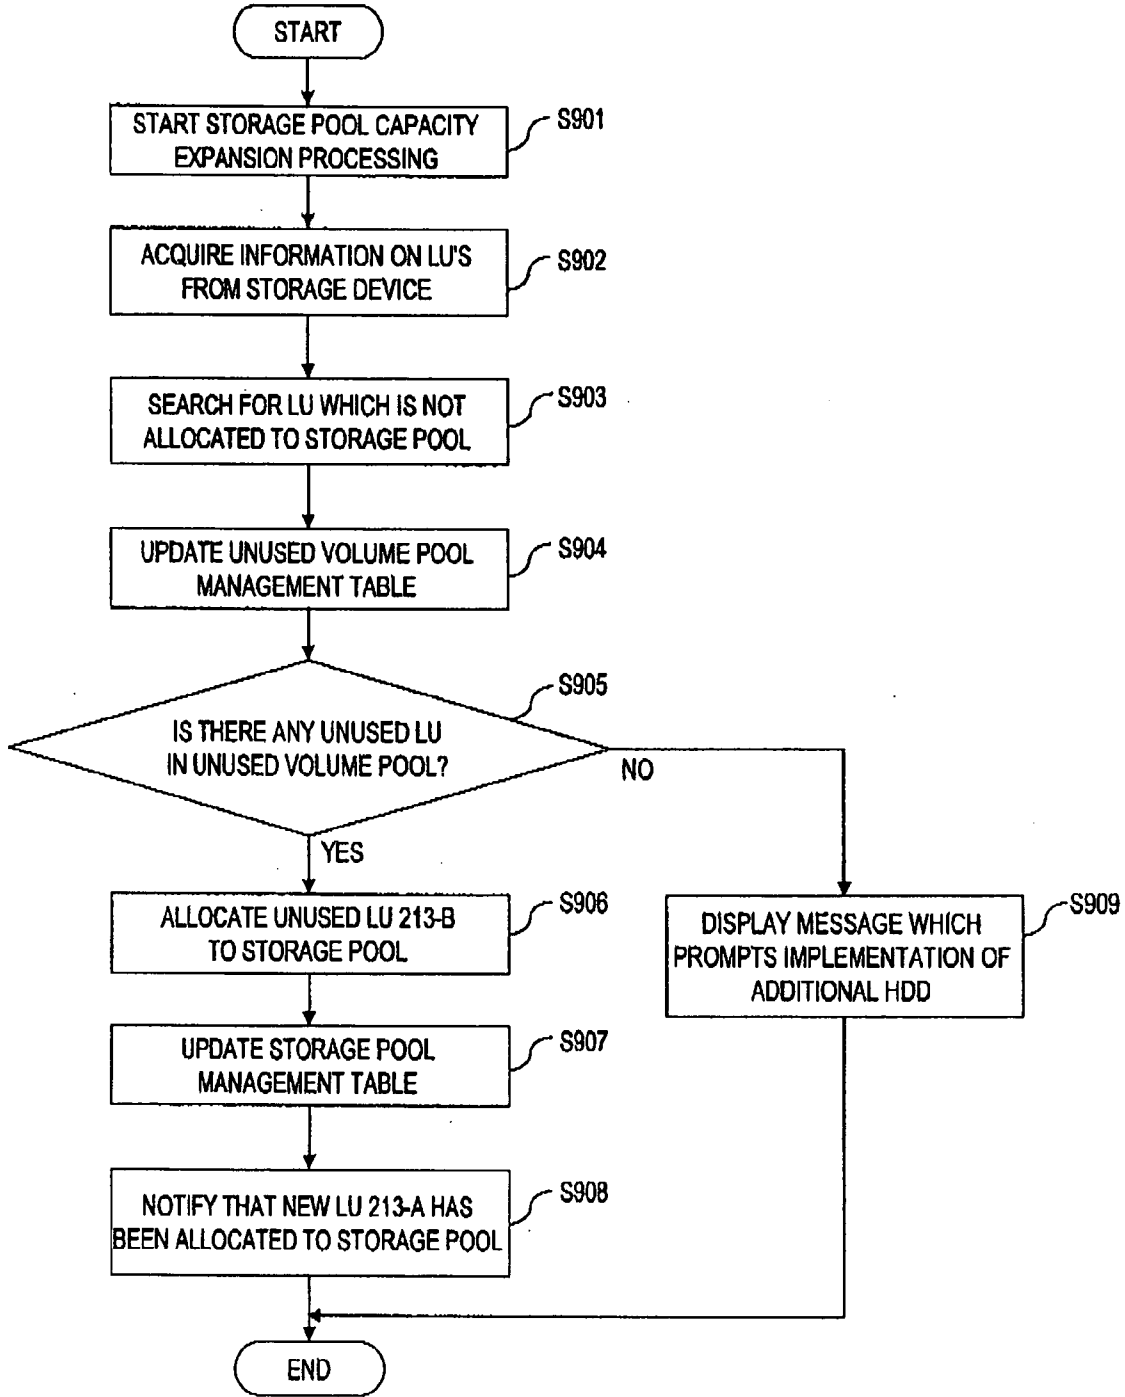 START
START STORAGE POOL CAPACITY
EXPANSION PROCESSING
S901
ACQUIRE INFORMATION ON LU'S
FROM STORAGE DEVICE
S902
SEARCH FOR LU WHICH IS NOT
ALLOCATED TO STORAGE POOL
S903
UPDATE UNUSED VOLUME POOL
MANAGEMENT TABLE
S904
IS THERE ANY UNUSED LU
IN UNUSED VOLUME POOL?
S905
NO
YES
ALLOCATE UNUSED LU 213-B
TO STORAGE POOL
S906
DISPLAY MESSAGE WHICH
PROMPTS IMPLEMENTATION OF
ADDITIONAL HDD
S909
UPDATE STORAGE POOL
MANAGEMENT TABLE
S907
NOTIFY THAT NEW LU 213-A HAS
BEEN ALLOCATED TO STORAGE POOL
S908
END